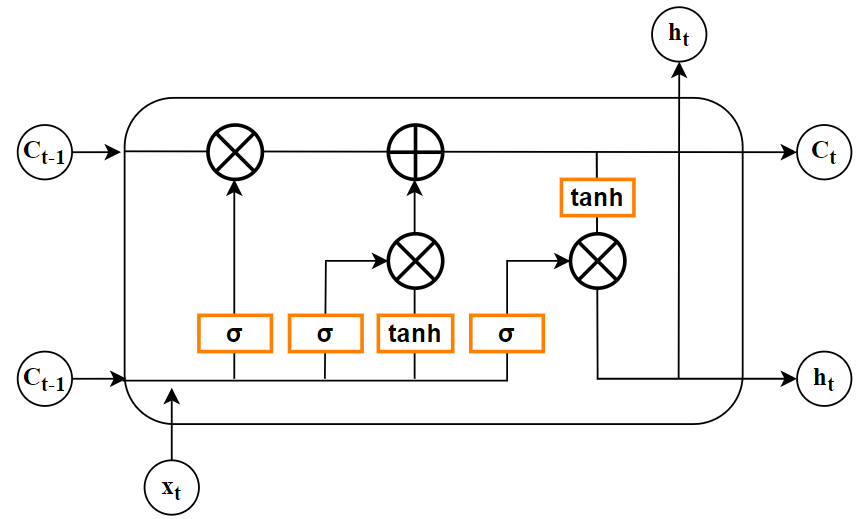 h_t
C_t-1
C_t
tanh
σ
σ
tanh
σ
C_t-1
h_t
x_t